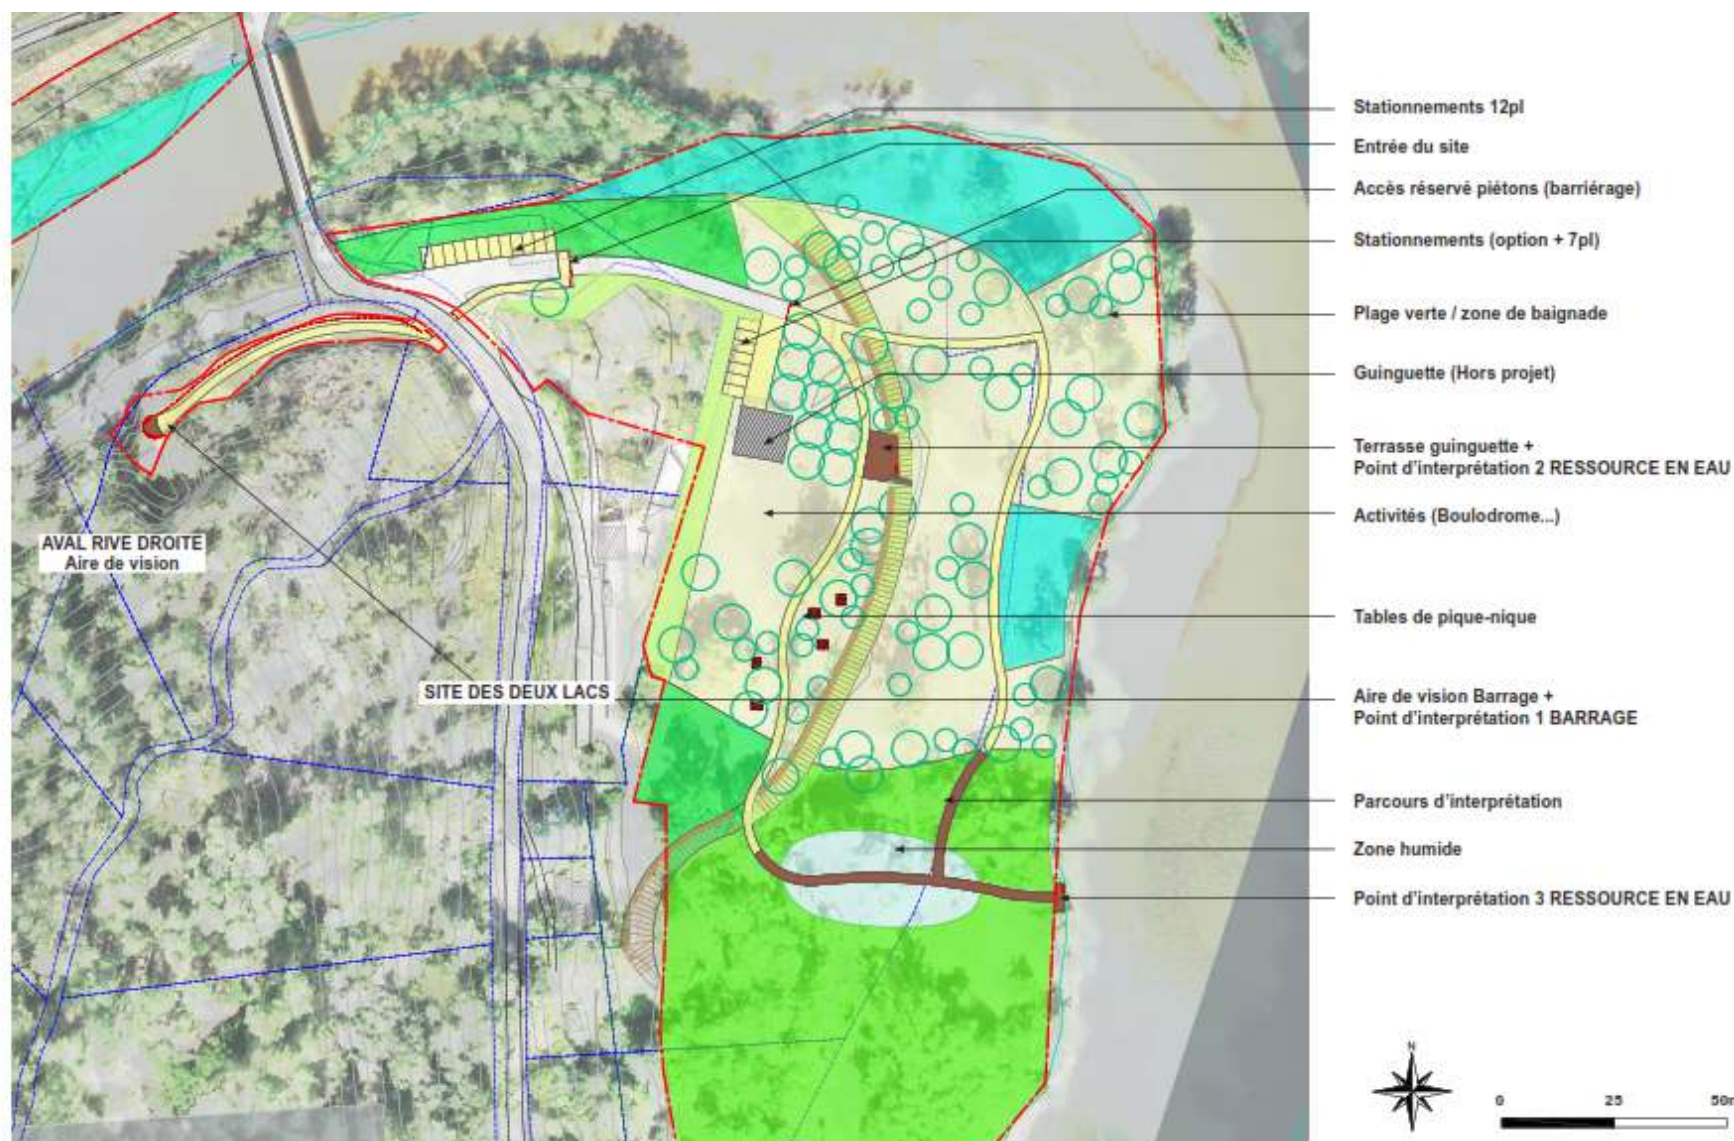 Stationnements 12pl
Entrée du site
Accès réservé piétons (barriérage)
Stationnements (option + 7pl)
Plage verte / zone de baignade
Guinguette (Hors projet)
Terrasse guinguette +
Point d'interprétation 2 RESSOURCE EN EAU
Activités (Boulodrome...)
AVAL RIVE DROITE
Aire de vision
Tables de pique-nique
SITE DES DEUX LACS
Aire de vision Barrage +
Point d'interprétation 1 BARRAGE
Parcours d'interprétation
Zone humide
Point d'interprétation 3 RESSOURCE EN EAU
N
0 25 50m